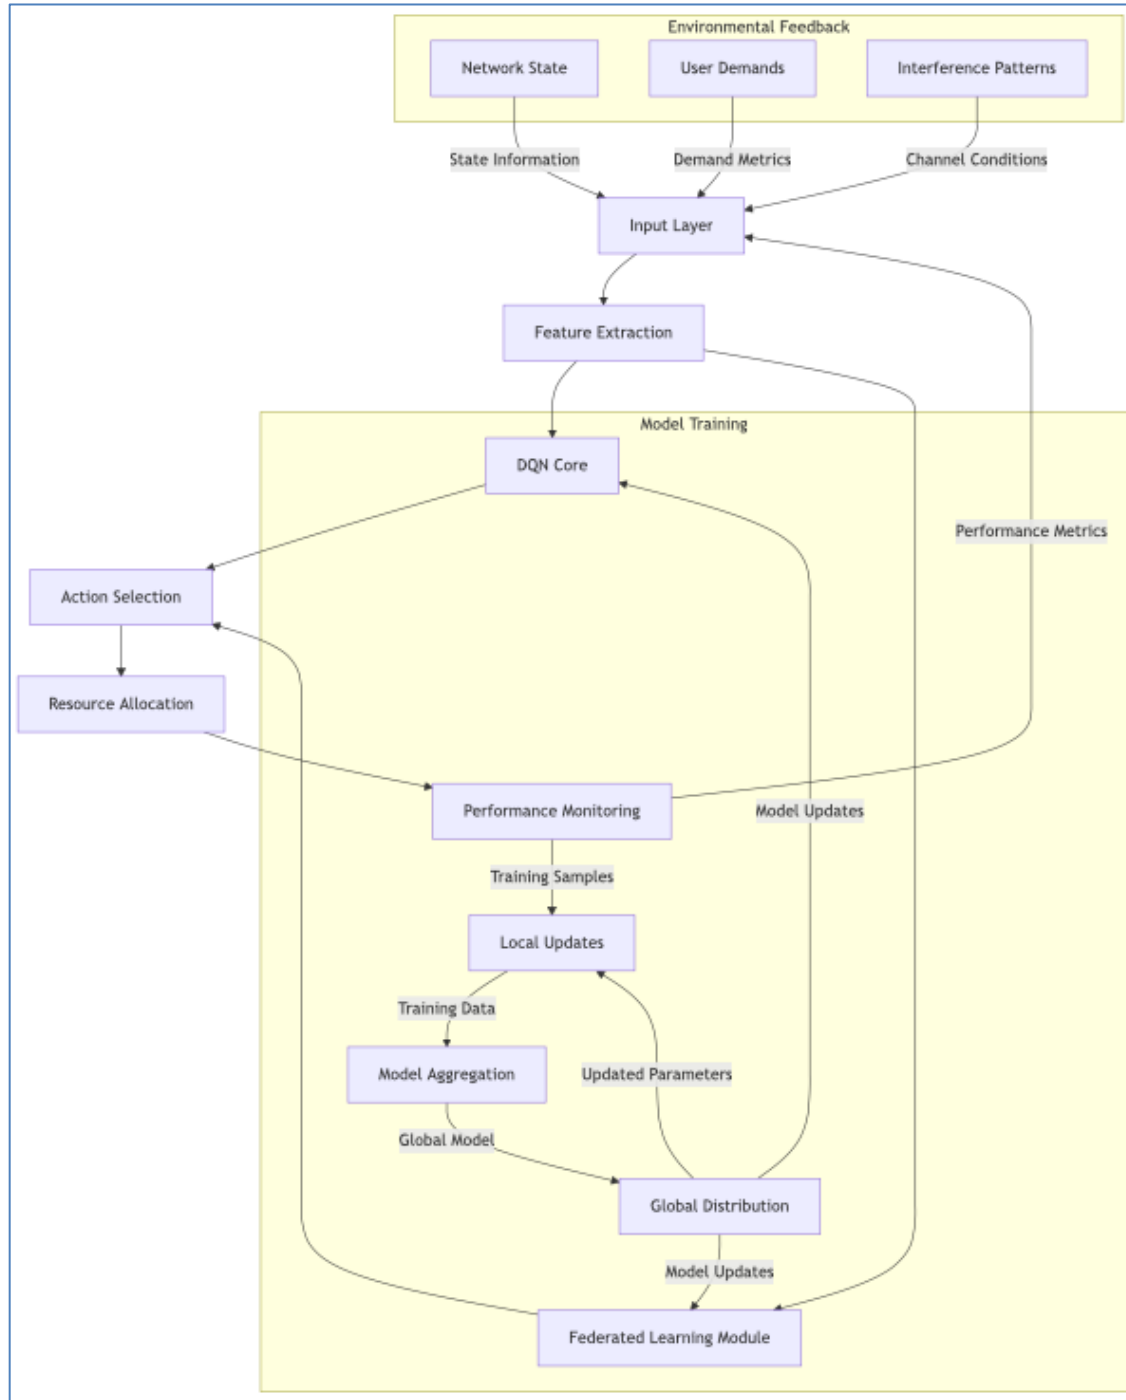 Environmental Feedback
Network State
User Demands
Interference Patterns
State Information
Demand Metrics
Channel Conditions
Input Layer
Feature Extraction
Model Training
DQN Core
Performance Metrics
Action Selection
Resource Allocation
Performance Monitoring
Model Updates
Training Samples
Local Updates
Training Data
Model Aggregation
Updated Parameters
Global Model
Global Distribution
Model Updates
Federated Learning Module